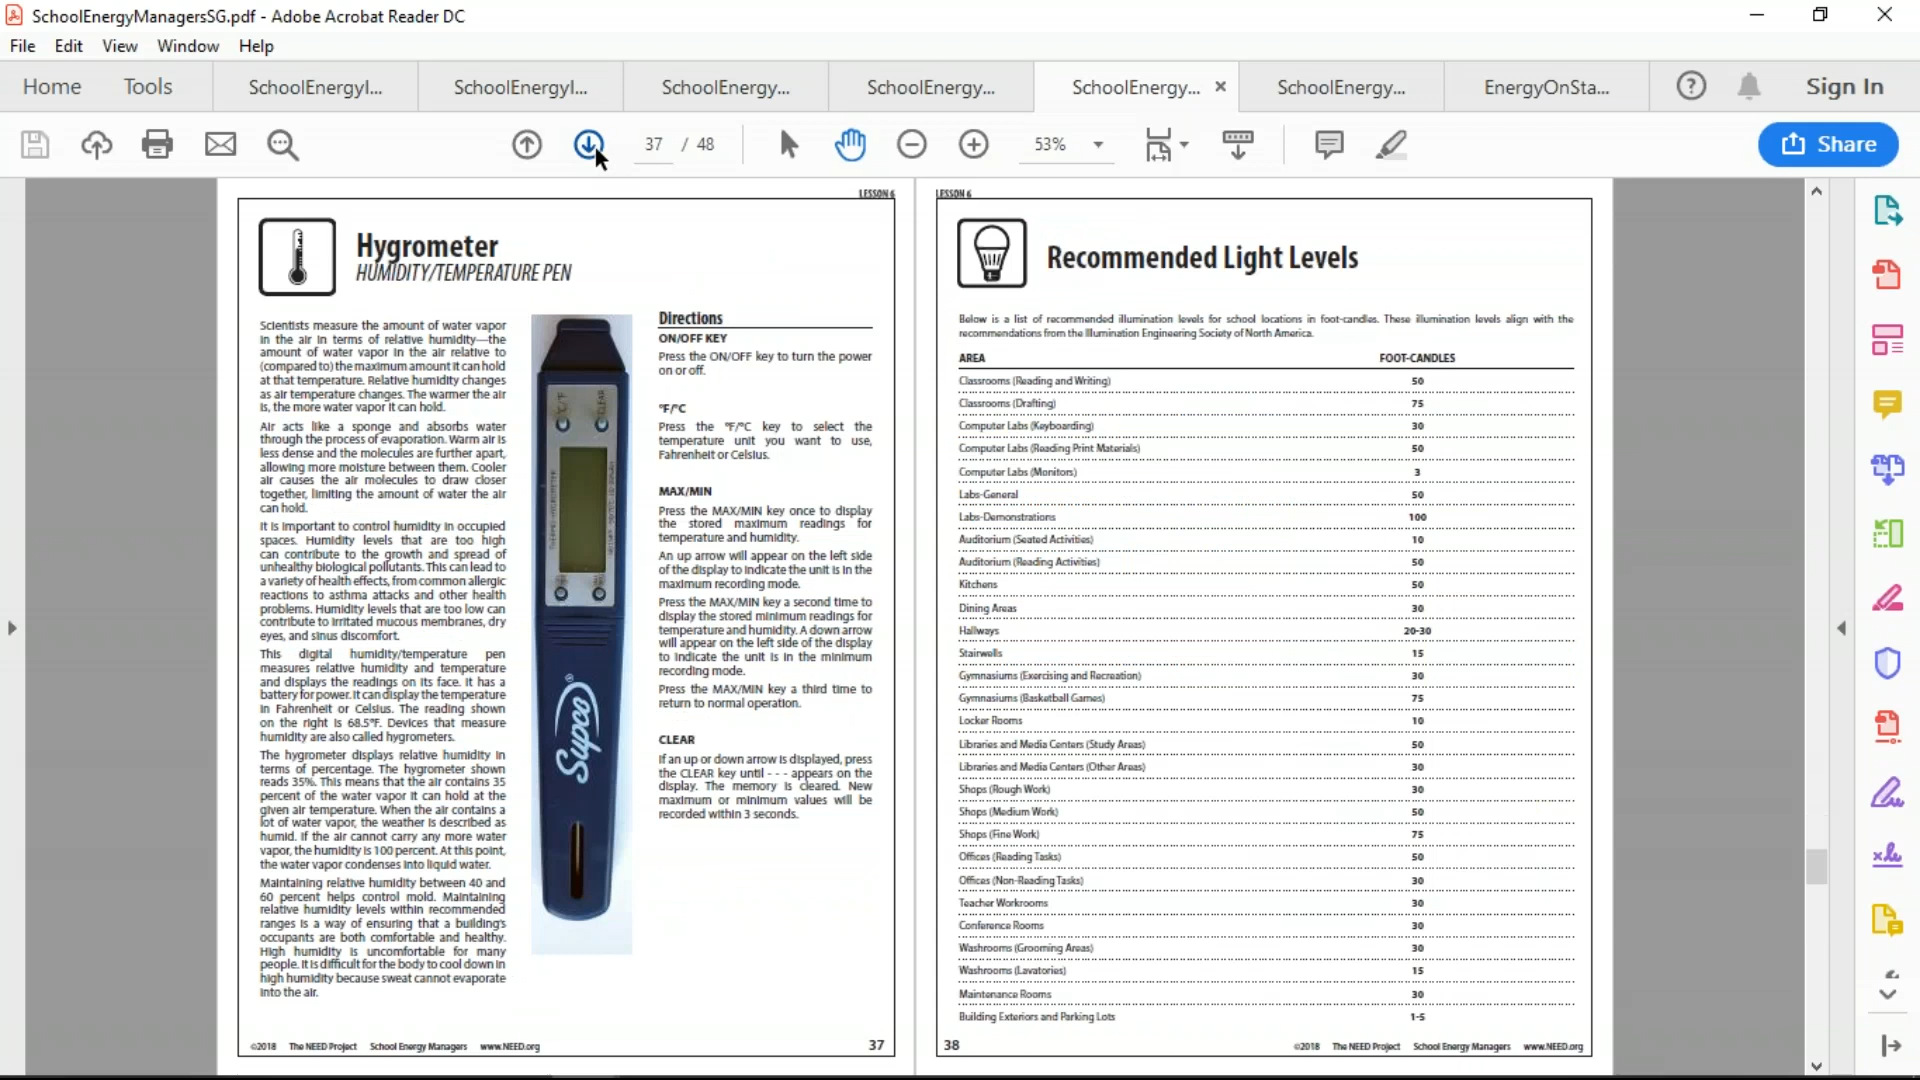 SchoolEnergyManagersSG.pdf - Adobe Acrobat Reader DC
File Edit View Window Help
Home Tools SchoolEnergyI... SchoolEnergyI... SchoolEnergy... SchoolEnergy... SchoolEnergy... × SchoolEnergy... EnergyOnSta... Sign In
37 / 48 53% Share
LESSON 6
Hygrometer
HUMIDITY/TEMPERATURE PEN
Scientists measure the amount of water vapor
in the air in terms of relative humidity—the
amount of water vapor in the air relative to
(compared to) the maximum amount it can hold
at that temperature. Relative humidity changes
as air temperature changes. The warmer the air
is, the more water vapor it can hold.
Air acts like a sponge and absorbs water
through the process of evaporation. Warm air is
less dense and the molecules are further apart,
allowing more moisture between them. Cooler
air causes the air molecules to draw closer
together, limiting the amount of water the air
can hold.
It is important to control humidity in occupied
spaces. Humidity levels that are too high
can contribute to the growth and spread of
unhealthy biological pollutants. This can lead to
a variety of health effects, from common allergic
reactions to asthma attacks and other health
problems. Humidity levels that are too low can
contribute to irritated mucous membranes, dry
eyes, and sinus discomfort.
This digital humidity/temperature pen
measures relative humidity and temperature
and displays the readings on its face. It has a
battery for power. It can display the temperature
in Fahrenheit or Celsius. The reading shown
on the right is 68.5°F. Devices that measure
humidity are also called hygrometers.
The hygrometer displays relative humidity in
terms of percentage. The hygrometer shown
reads 35%. This means that the air contains 35
percent of the water vapor it can hold at the
given air temperature. When the air contains a
lot of water vapor, the weather is described as
humid. If the air cannot carry any more water
vapor, the humidity is 100 percent. At this point,
the water vapor condenses into liquid water.
Maintaining relative humidity between 40 and
60 percent helps control mold. Maintaining
relative humidity levels within recommended
ranges is a way of ensuring that a building's
occupants are both comfortable and healthy.
High humidity is uncomfortable for many
people. It is difficult for the body to cool down in
high humidity because sweat cannot evaporate
into the air.
°C/°F CLEAR
Supco®
Directions
ON/OFF KEY
Press the ON/OFF key to turn the power
on or off.
°F/°C
Press the °F/°C key to select the
temperature unit you want to use,
Fahrenheit or Celsius.
MAX/MIN
Press the MAX/MIN key once to display
the stored maximum readings for
temperature and humidity.
An up arrow will appear on the left side
of the display to indicate the unit is in the
maximum recording mode.
Press the MAX/MIN key a second time to
display the stored minimum readings for
temperature and humidity. A down arrow
will appear on the left side of the display
to indicate the unit is in the minimum
recording mode.
Press the MAX/MIN key a third time to
return to normal operation.
CLEAR
If an up or down arrow is displayed, press
the CLEAR key until - - - appears on the
display. The memory is cleared. New
maximum or minimum values will be
recorded within 3 seconds.
©2018 The NEED Project School Energy Managers www.NEED.org 37
LESSON 6
Recommended Light Levels
Below is a list of recommended illumination levels for school locations in foot-candles. These illumination levels align with the
recommendations from the Illumination Engineering Society of North America.
AREA FOOT-CANDLES
Classrooms (Reading and Writing) 50
Classrooms (Drafting) 75
Computer Labs (Keyboarding) 30
Computer Labs (Reading Print Materials) 50
Computer Labs (Monitors) 3
Labs-General 50
Labs-Demonstrations 100
Auditorium (Seated Activities) 10
Auditorium (Reading Activities) 50
Kitchens 50
Dining Areas 30
Hallways 20-30
Stairwells 15
Gymnasiums (Exercising and Recreation) 30
Gymnasiums (Basketball Games) 75
Locker Rooms 10
Libraries and Media Centers (Study Areas) 50
Libraries and Media Centers (Other Areas) 30
Shops (Rough Work) 30
Shops (Medium Work) 50
Shops (Fine Work) 75
Offices (Reading Tasks) 50
Offices (Non-Reading Tasks) 30
Teacher Workrooms 30
Conference Rooms 30
Washrooms (Grooming Areas) 30
Washrooms (Lavatories) 15
Maintenance Rooms 30
Building Exteriors and Parking Lots 1-5
38 ©2018 The NEED Project School Energy Managers www.NEED.org